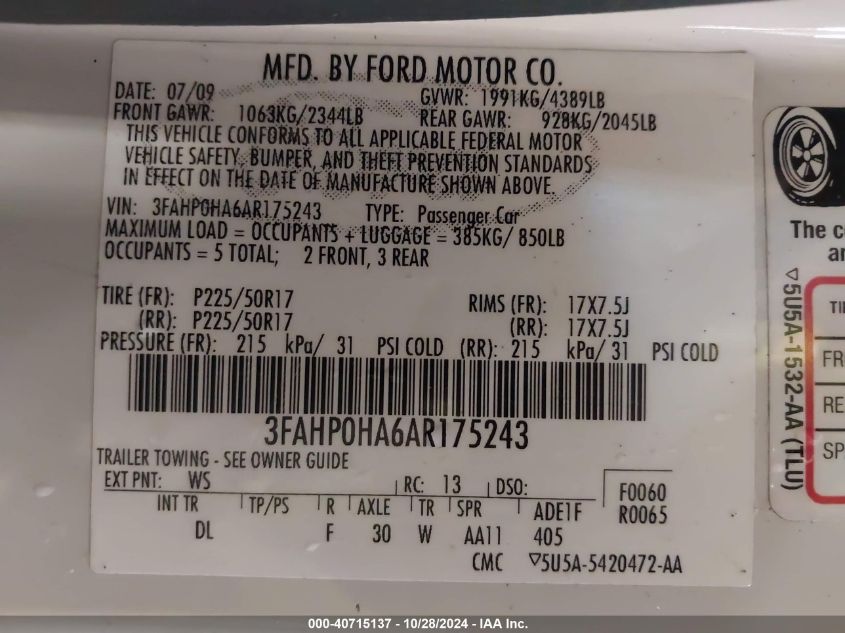 MFD. BY FORD MOTOR CO.
DATE: 07/09 GVWR: 1991KG/4389LB
FRONT GAWR: 1063KG/2344LB REAR GAWR: 928KG/2045LB
THIS VEHICLE CONFORMS TO ALL APPLICABLE FEDERAL MOTOR
VEHICLE SAFETY, BUMPER, AND THEFT PREVENTION STANDARDS
IN EFFECT ON THE DATE OF MANUFACTURE SHOWN ABOVE.
VIN: 3FAHP0HA6AR175243 TYPE: Passenger Car
MAXIMUM LOAD = OCCUPANTS + LUGGAGE = 385KG/ 850LB
OCCUPANTS = 5 TOTAL; 2 FRONT, 3 REAR
TIRE (FR): P225/50R17 RIMS (FR): 17X7.5J
(RR): P225/50R17 (RR): 17X7.5J
PRESSURE (FR): 215 kPa/ 31 PSI COLD (RR): 215 kPa/ 31 PSI COLD
3FAHP0HA6AR175243
TRAILER TOWING - SEE OWNER GUIDE
EXT PNT: WS RC: 13 DSO: F0060
INT TR TP/PS R AXLE TR SPR ADE1F R0065
DL F 30 W AA11 405
CMC ▽5U5A-5420472-AA
The c
a
▽5U5A-1532-AA (TLU)
TI
FR
RE
SP
000-40715137 - 10/28/2024 - IAA Inc.